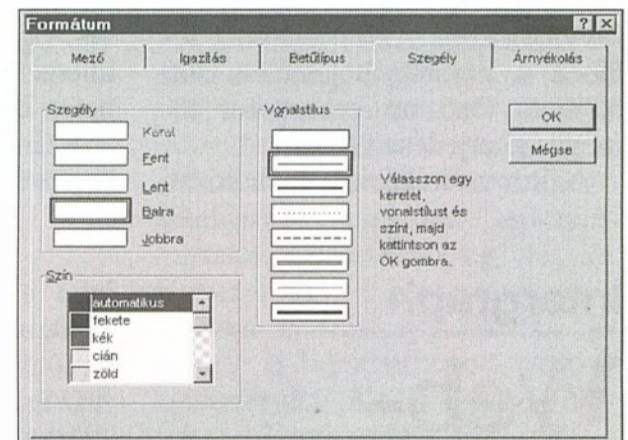 Formátum
Mező
Igazítás
Betűtípus
Szegély
Árnyékolás
Szegély
Körül
Fent
Lent
Balra
Jobbra
Szín
automatikus
fekete
kék
cián
zöld
Vonalstílus
Válasszon egy
keretet,
vonalstílust és
színt, majd
kattintson az
OK gombra.
OK
Mégse